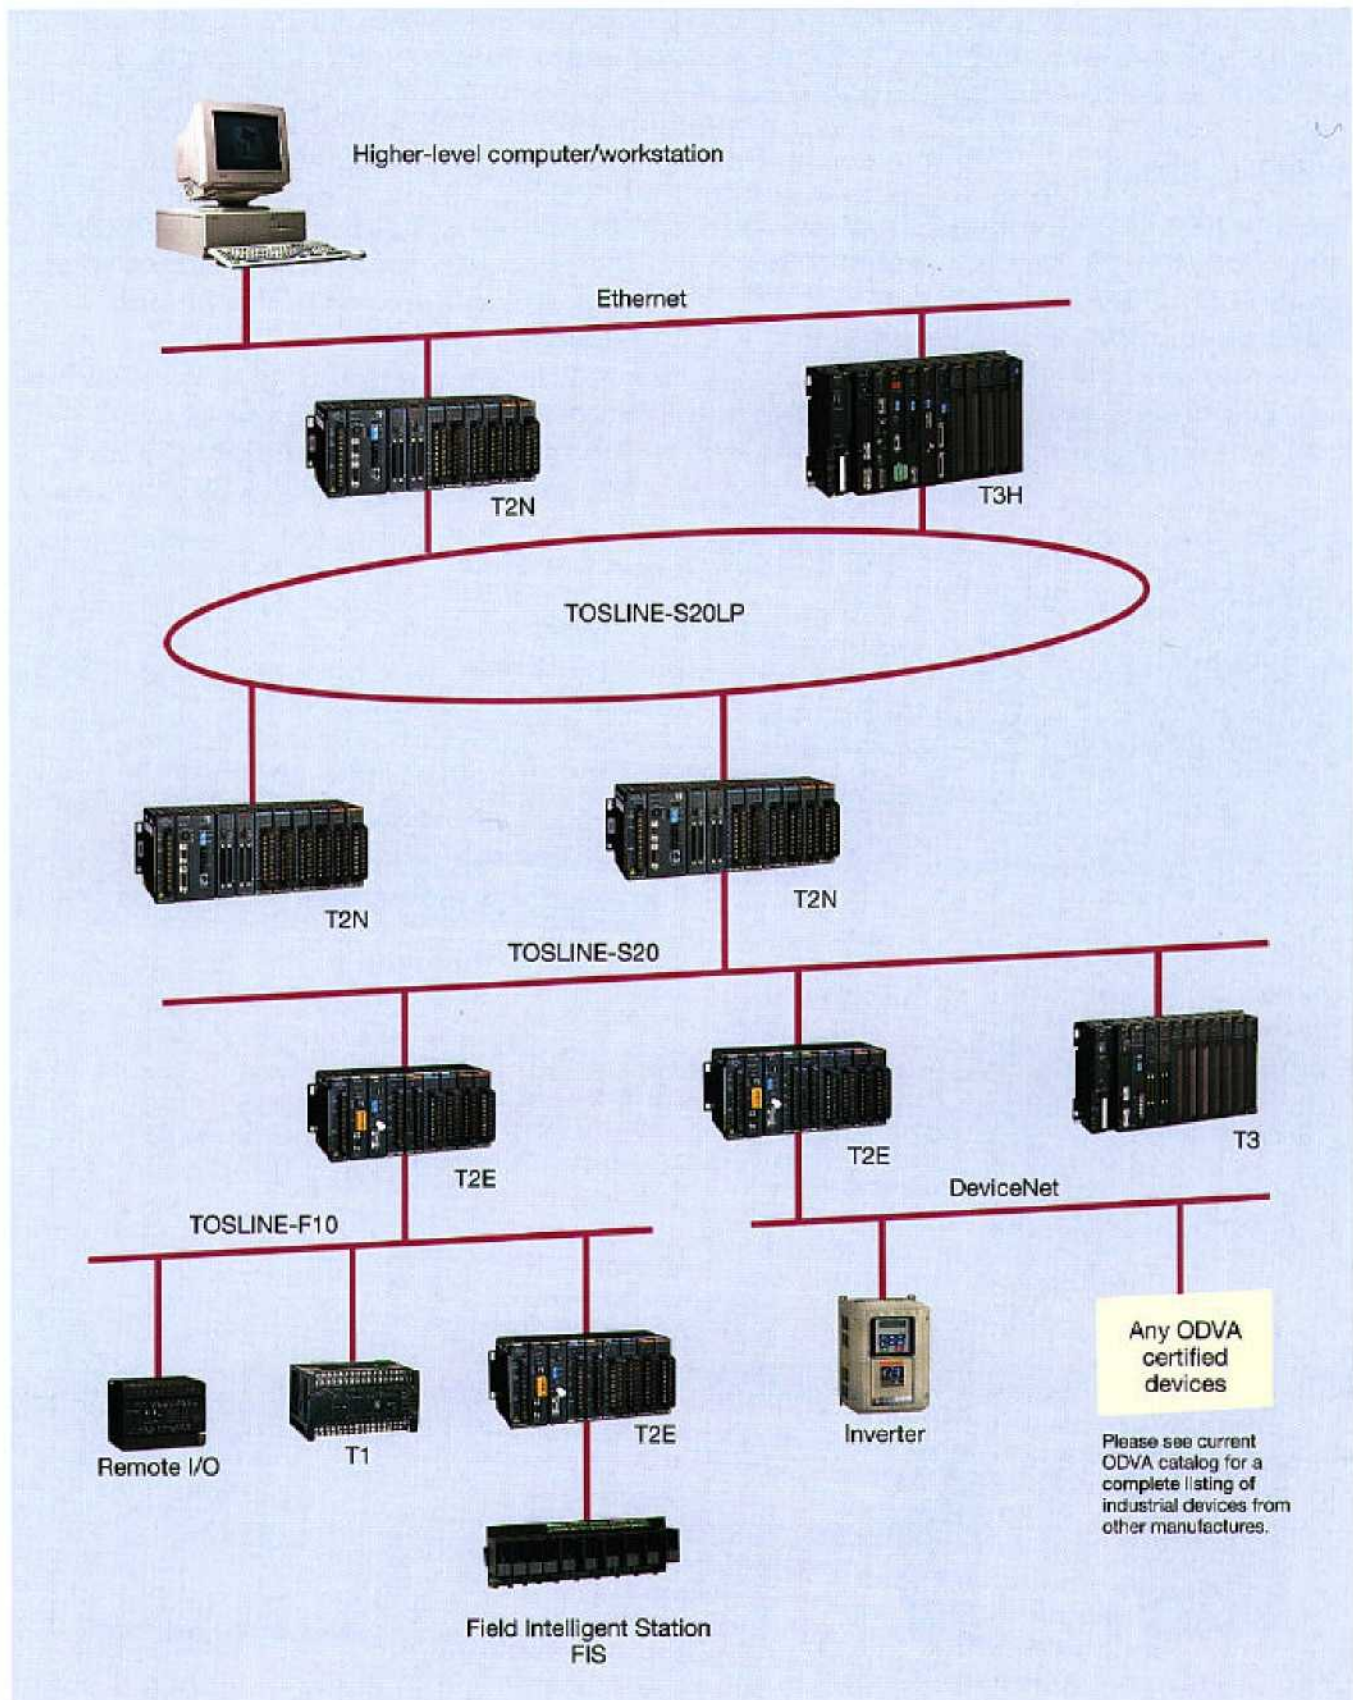 Higher-level computer/workstation
Ethernet
T2N
T3H
TOSLINE-S20LP
T2N
T2N
TOSLINE-S20
T2E
T2E
T3
DeviceNet
TOSLINE-F10
Remote I/O
T1
T2E
Inverter
Any ODVA
certified
devices
Please see current
ODVA catalog for a
complete listing of
industrial devices from
other manufactures.
Field Intelligent Station
FIS